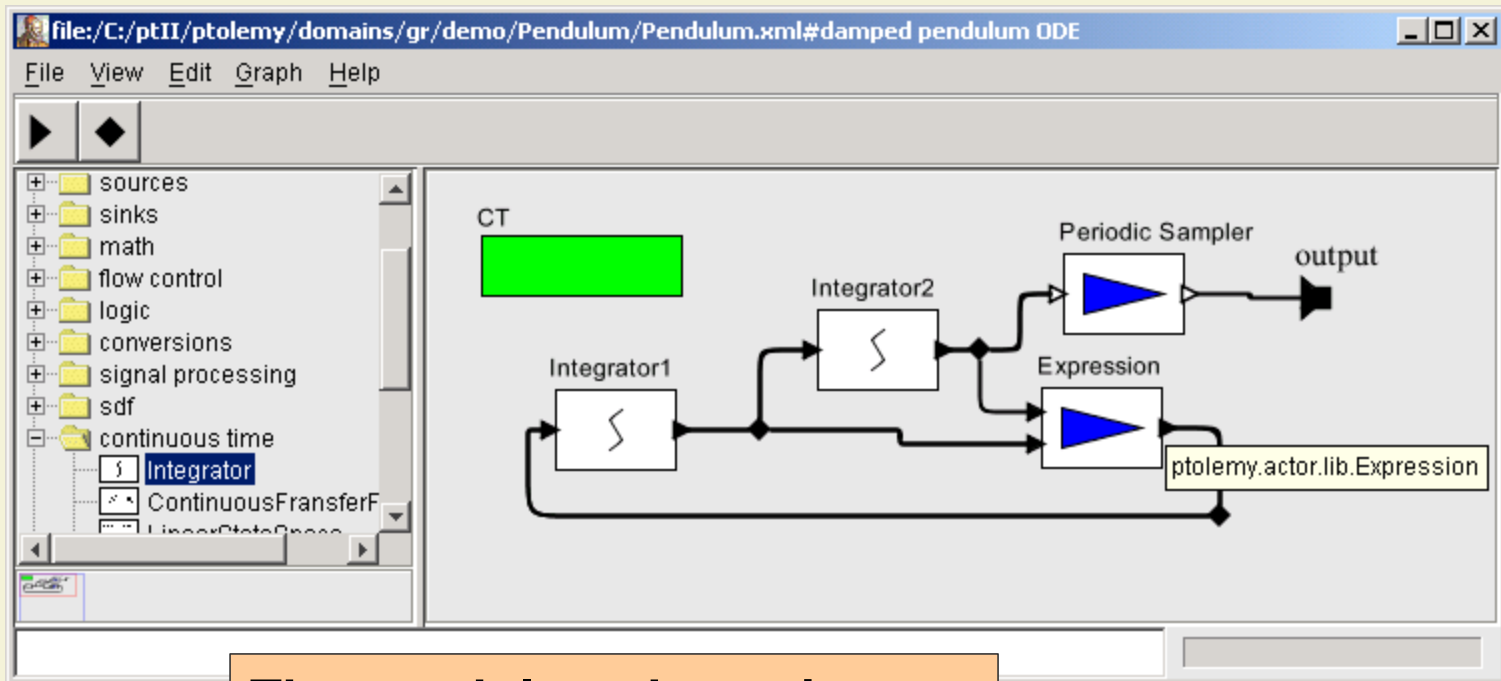 file:/C:/ptII/ptolemy/domains/gr/demo/Pendulum/Pendulum.xml#damped pendulum ODE
File View Edit Graph Help
sources
sinks
math
flow control
logic
conversions
signal processing
sdf
continuous time
Integrator
CT
Integrator1
Integrator2
Periodic Sampler
output
Expression
ptolemy.actor.lib.Expression